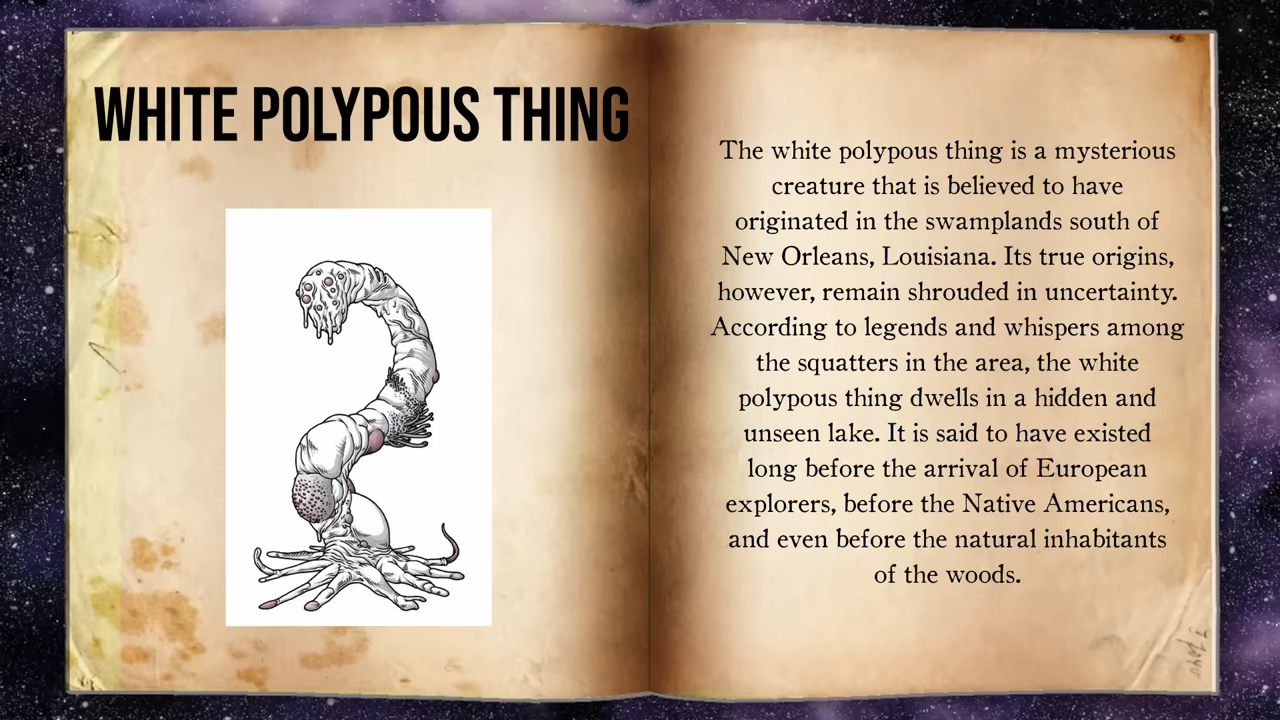 WHITE POLYPOUS THING
The white polypous thing is a mysterious
creature that is believed to have
originated in the swamplands south of
New Orleans, Louisiana. Its true origins,
however, remain shrouded in uncertainty.
According to legends and whispers among
the squatters in the area, the white
polypous thing dwells in a hidden and
unseen lake. It is said to have existed
long before the arrival of European
explorers, before the Native Americans,
and even before the natural inhabitants
of the woods.